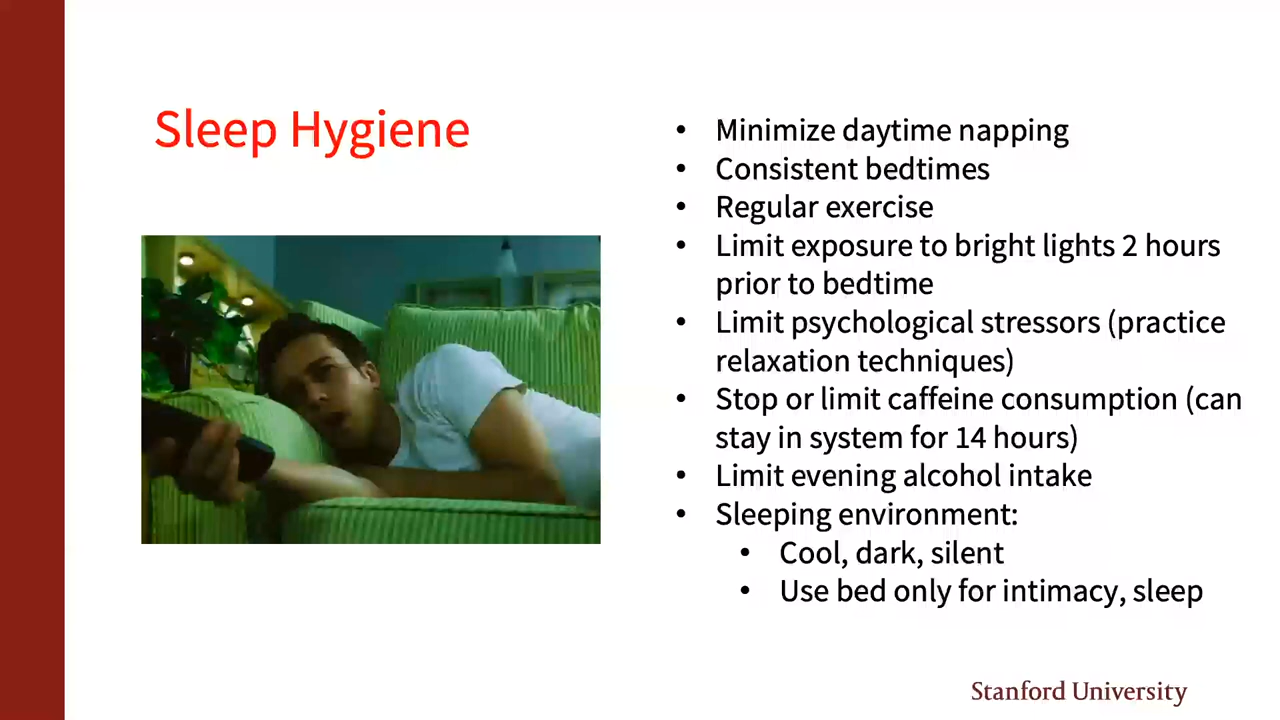 Sleep Hygiene
• Minimize daytime napping
• Consistent bedtimes
• Regular exercise
• Limit exposure to bright lights 2 hours
prior to bedtime
• Limit psychological stressors (practice
relaxation techniques)
• Stop or limit caffeine consumption (can
stay in system for 14 hours)
• Limit evening alcohol intake
• Sleeping environment:
• Cool, dark, silent
• Use bed only for intimacy, sleep
Stanford University